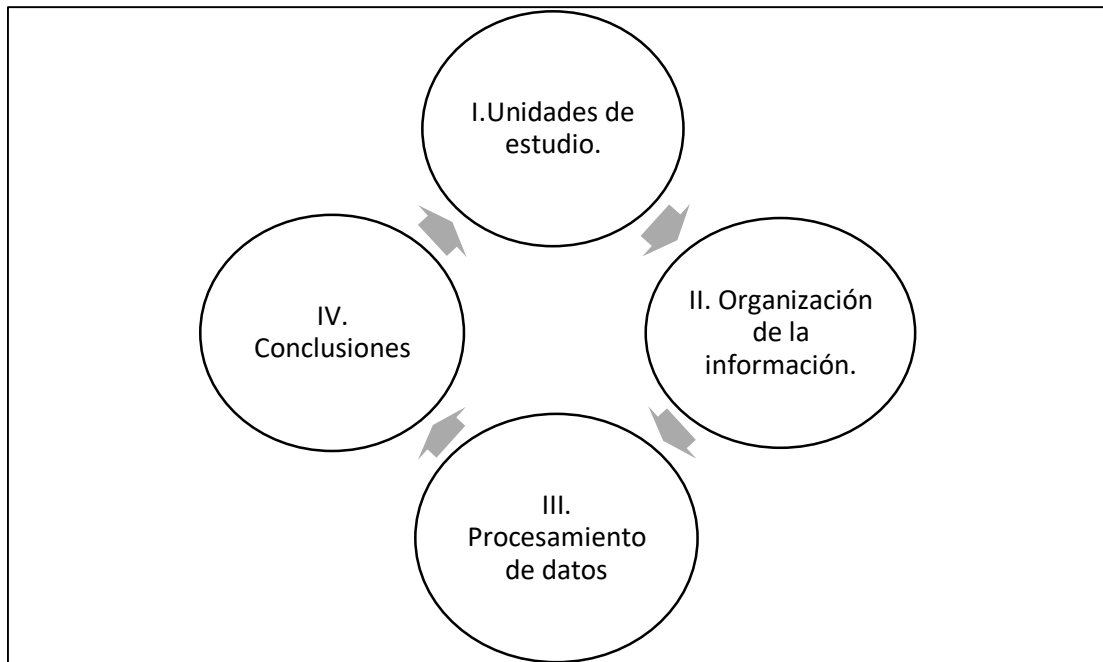 I.Unidades de
estudio.
II. Organización
de la
información.
III.
Procesamiento
de datos
IV.
Conclusiones